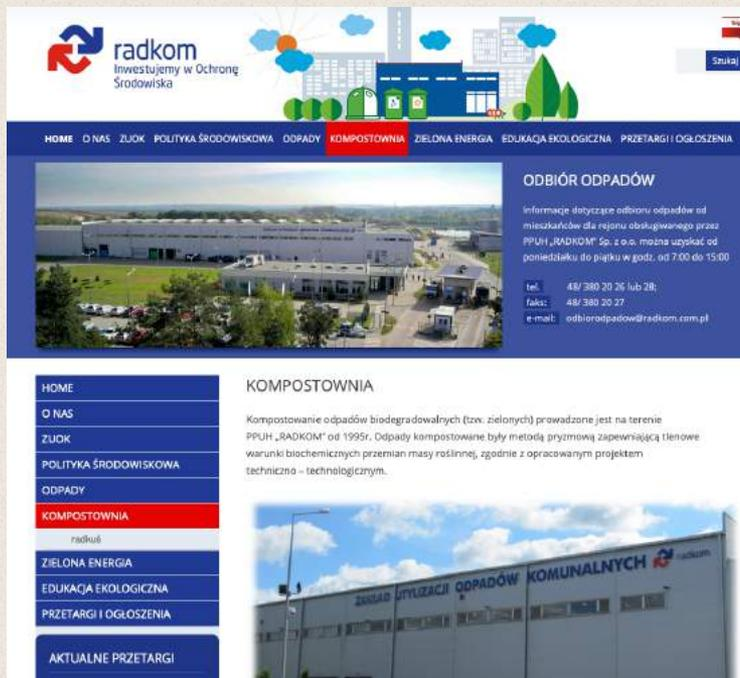 radkom
Inwestujemy w Ochronę
Środowiska
Szukaj
HOME O NAS ZUOK POLITYKA ŚRODOWISKOWA ODPADY KOMPOSTOWNIA ZIELONA ENERGIA EDUKACJA EKOLOGICZNA PRZETARGI I OGŁOSZENIA
ODBIÓR ODPADÓW
Informacje dotyczące odbioru odpadów od
mieszkańców dla rejonu obsługiwanego przez
PPUH „RADKOM" Sp. z o.o. można uzyskać od
poniedziałku do piątku w godz. od 7:00 do 15:00
tel. 48/ 380 20 26 lub 28;
faks: 48/ 380 20 27
e-mail: odbiorodpadow@radkom.com.pl
HOME
O NAS
ZUOK
POLITYKA ŚRODOWISKOWA
ODPADY
KOMPOSTOWNIA
radkuś
ZIELONA ENERGIA
EDUKACJA EKOLOGICZNA
PRZETARGI I OGŁOSZENIA
AKTUALNE PRZETARGI
KOMPOSTOWNIA
Kompostowanie odpadów biodegradowalnych (tzw. zielonych) prowadzone jest na terenie
PPUH „RADKOM" od 1995r. Odpady kompostowane były metodą pryzmową zapewniającą tlenowe
warunki biochemicznych przemian masy roślinnej, zgodnie z opracowanym projektem
techniczno – technologicznym.
ZAKŁAD UTYLIZACJI ODPADÓW KOMUNALNYCH radkom